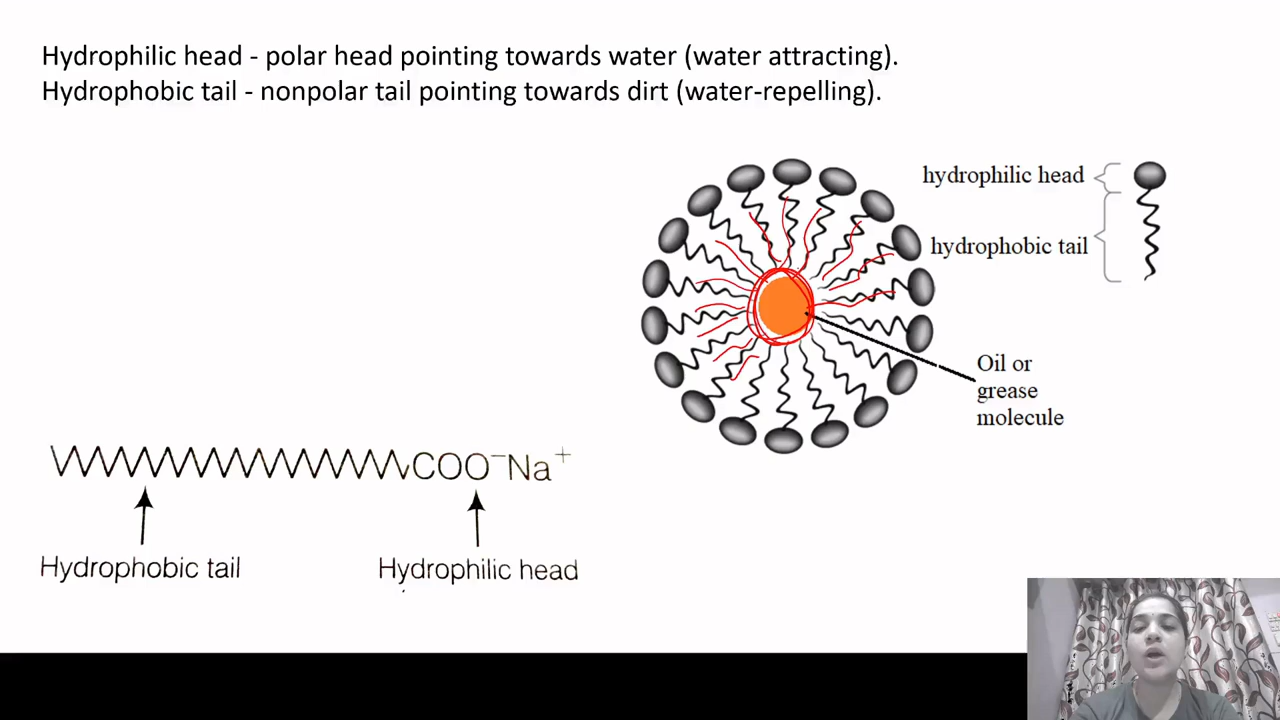 Hydrophilic head - polar head pointing towards water (water attracting).
Hydrophobic tail - nonpolar tail pointing towards dirt (water-repelling).
hydrophilic head
hydrophobic tail
Oil or
grease
molecule
COO⁻Na⁺
Hydrophobic tail
Hydrophilic head